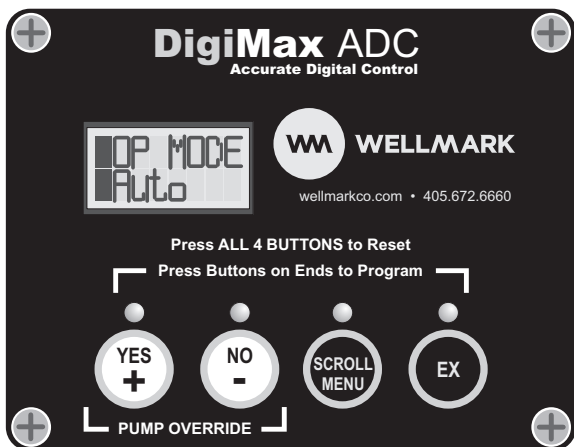 DigiMax ADC
Accurate Digital Control
OP MODE
Auto
WM WELLMARK
wellmarkco.com • 405.672.6660
Press ALL 4 BUTTONS to Reset
Press Buttons on Ends to Program
YES
+
NO
-
SCROLL
MENU
EX
PUMP OVERRIDE